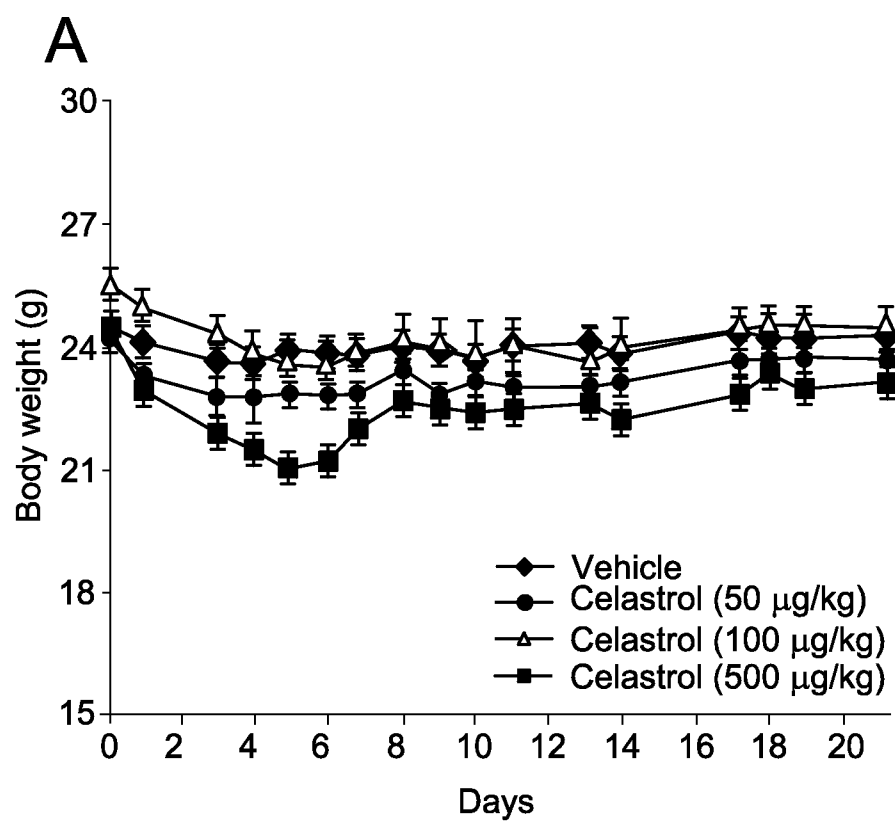 A
30
27
24
21
18
15
Body weight (g)
Vehicle
Celastrol (50 μg/kg)
Celastrol (100 μg/kg)
Celastrol (500 μg/kg)
0 2 4 6 8 10 12 14 16 18 20
Days